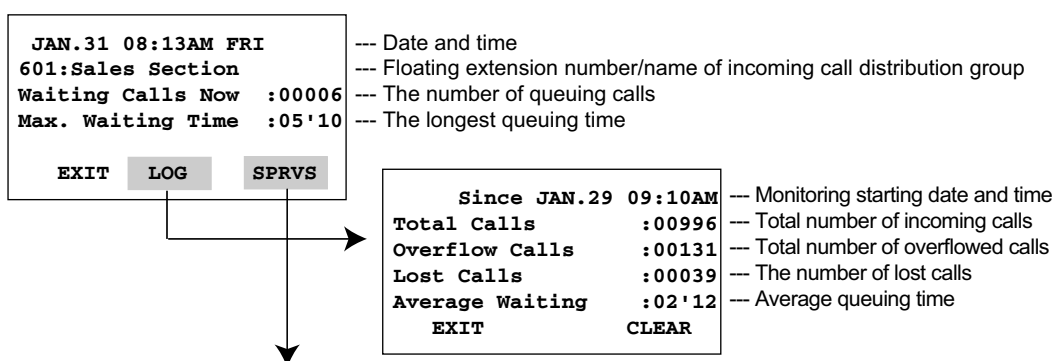 JAN.31 08:13AM FRI --- Date and time
601:Sales Section --- Floating extension number/name of incoming call distribution group
Waiting Calls Now :00006 --- The number of queuing calls
Max. Waiting Time :05'10 --- The longest queuing time
EXIT LOG SPRVS
Since JAN.29 09:10AM --- Monitoring starting date and time
Total Calls :00996 --- Total number of incoming calls
Overflow Calls :00131 --- Total number of overflowed calls
Lost Calls :00039 --- The number of lost calls
Average Waiting :02'12 --- Average queuing time
EXIT CLEAR